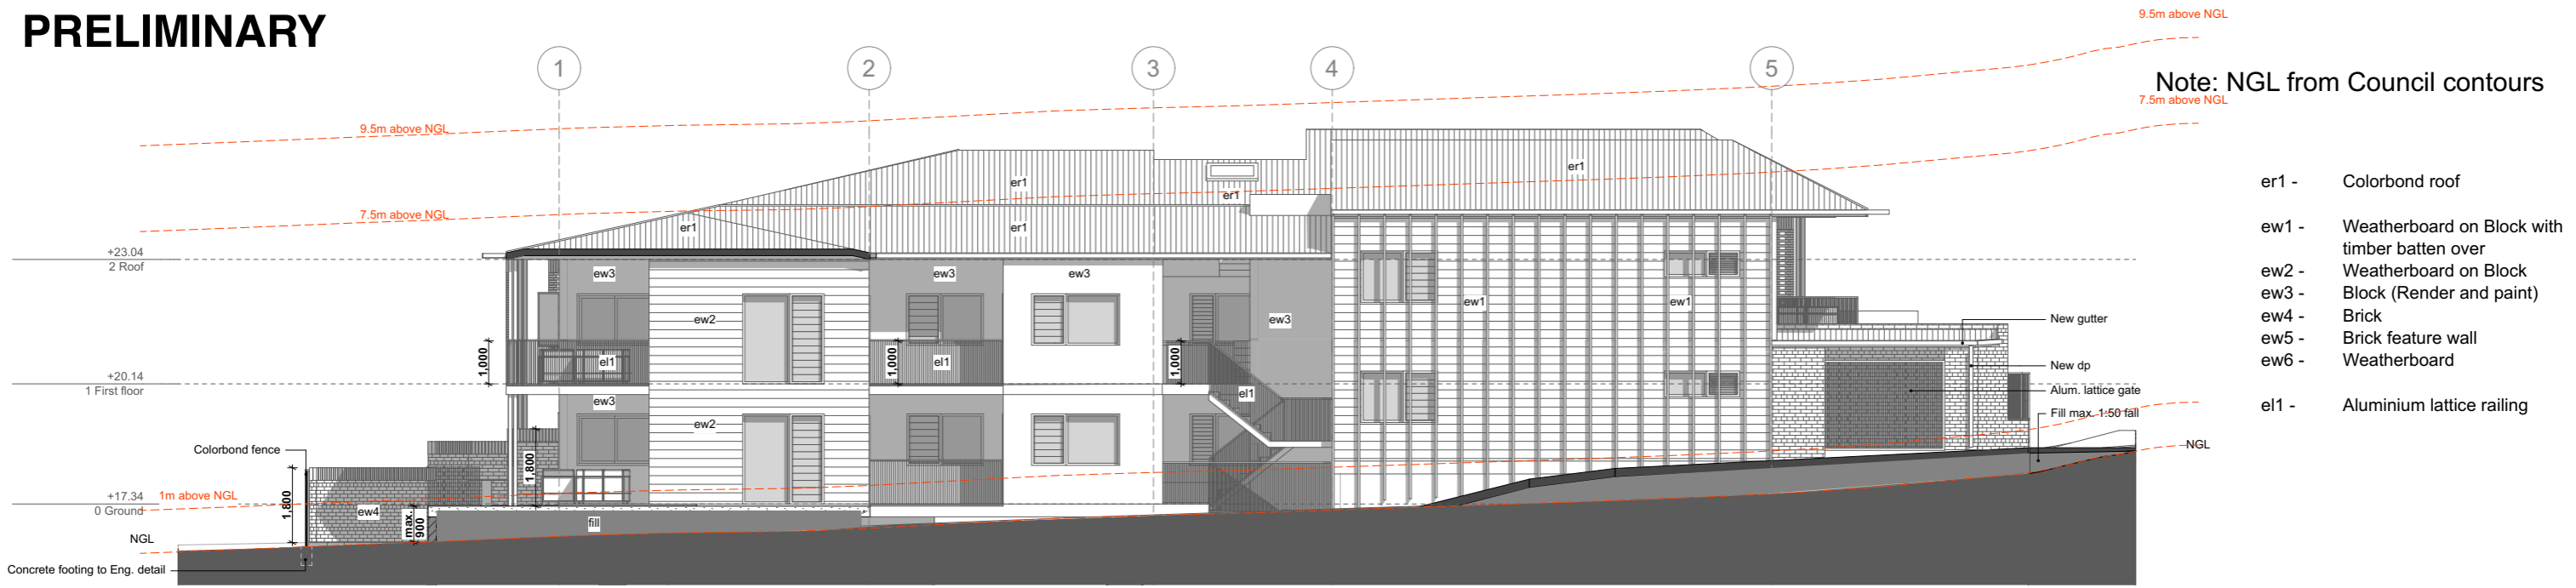 PRELIMINARY
9.5m above NGL
1
2
3
4
5
Note: NGL from Council contours
9.5m above NGL
7.5m above NGL
er1
er1
er1
er1 - Colorbond roof
7.5m above NGL
er1
er1
ew1 - Weatherboard on Block with
timber batten over
+23.04
2 Roof
ew3
ew3
ew3
ew2 - Weatherboard on Block
ew3 - Block (Render and paint)
ew1
ew1
ew4 - Brick
ew2
ew3
New gutter
ew5 - Brick feature wall
1,000
el1
1,000
el1
1,000
New dp
ew6 - Weatherboard
+20.14
1 First floor
el1
Alum. lattice gate
ew3
Fill max. 1:50 fall
el1 - Aluminium lattice railing
ew2
Colorbond fence
NGL
1,800
1,800
+17.34
1m above NGL
0 Ground
ew4
max.
900
fill
NGL
Concrete footing to Eng. detail